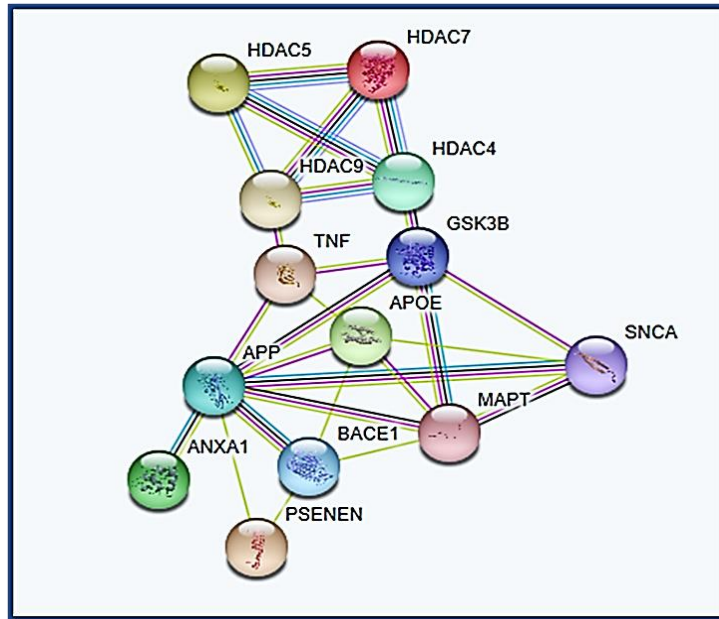 HDAC5
HDAC7
HDAC9
HDAC4
TNF
GSK3B
APOE
SNCA
APP
MAPT
BACE1
ANXA1
PSENEN